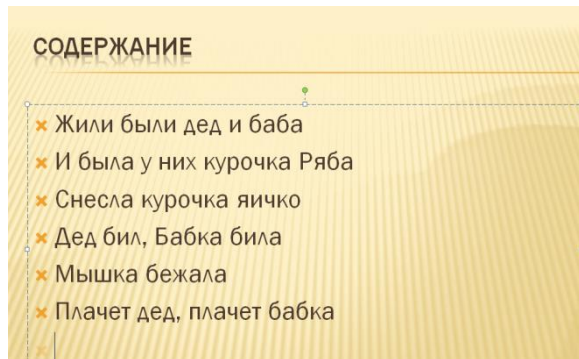 СОДЕРЖАНИЕ
Жили были дед и баба
И была у них курочка Ряба
Снесла курочка яичко
Дед бил, Бабка била
Мышка бежала
Плачет дед, плачет бабка